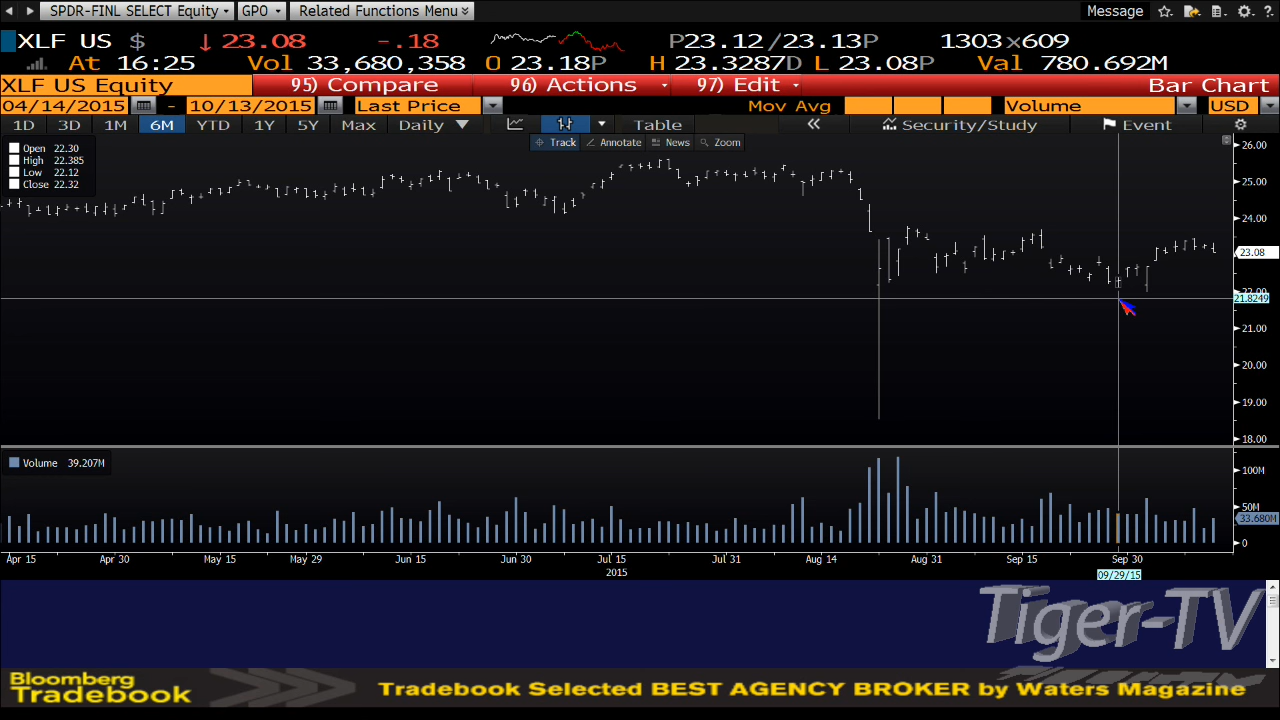 SPDR-FINL SELECT Equity GPO Related Functions Menu Message ?
XLF US $ ↓ 23.08 -.18 P23.12/23.13P 1303x609
At 16:25 Vol 33,680,358 O 23.18P H 23.3287D L 23.08P Val 780.692M
XLF US Equity 95) Compare 96) Actions 97) Edit Bar Chart
04/14/2015 - 10/13/2015 Last Price Mov Avg Volume USD
1D 3D 1M 6M YTD 1Y 5Y Max Daily Table « Security/Study Event
Track Annotate News Zoom
Open 22.30
High 22.385
Low 22.12
Close 22.32
26.00
25.00
24.00
23.08
22.00
21.8249
21.00
20.00
19.00
18.00
Volume 39.207M
100M
50M
33.680M
0
Apr 15 Apr 30 May 15 May 29 Jun 15 Jun 30 Jul 15 Jul 31 Aug 14 Aug 31 Sep 15 Sep 30
2015 09/29/15
Tiger-TV
Bloomberg
Tradebook
Tradebook Selected BEST AGENCY BROKER by Waters Magazine